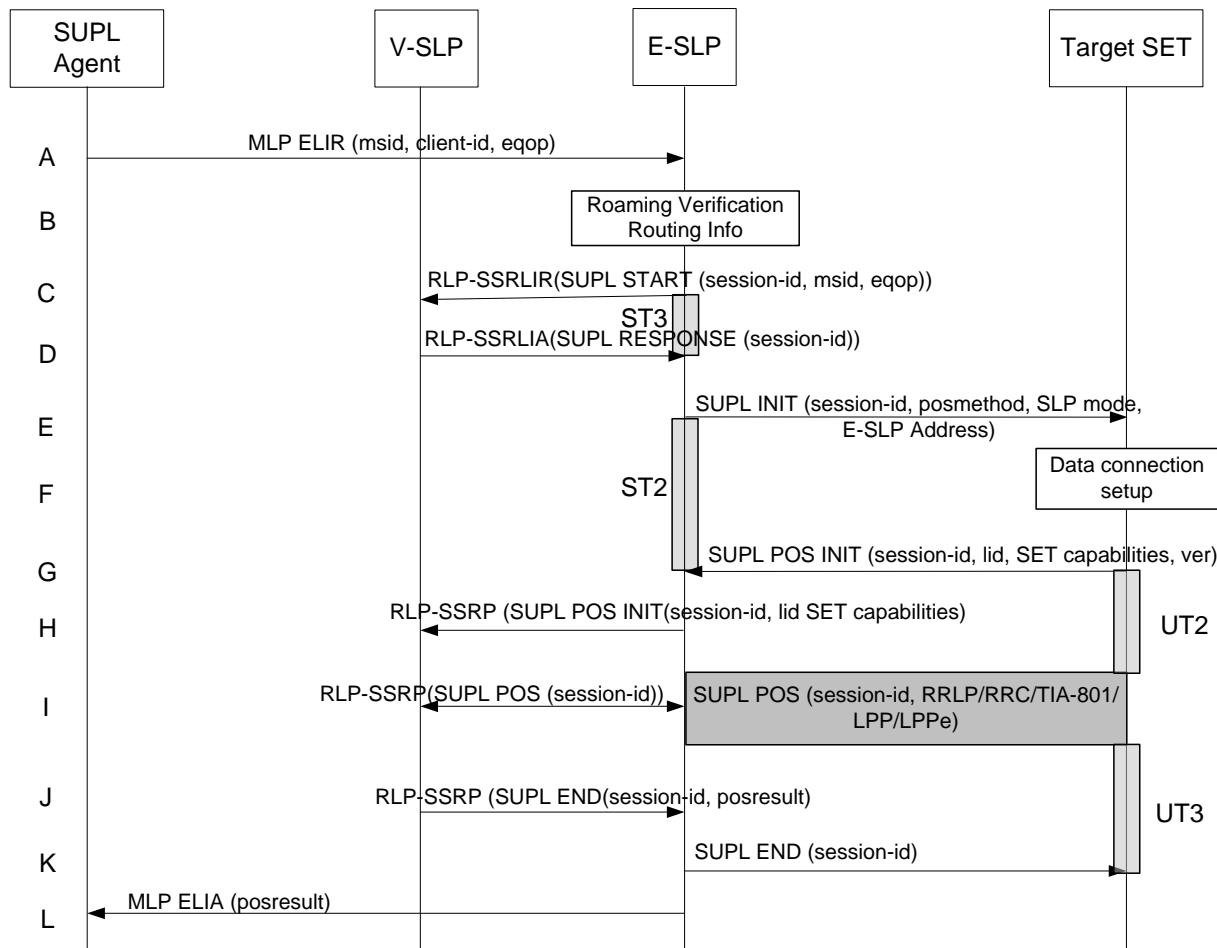 SUPL
Agent
V-SLP
E-SLP
Target SET
A
MLP ELIR (msid, client-id, eqop)
B
Roaming Verification
Routing Info
C
RLP-SSRLIR(SUPL START (session-id, msid, eqop))
ST3
D
RLP-SSRLIA(SUPL RESPONSE (session-id))
E
SUPL INIT (session-id, posmethod, SLP mode,
E-SLP Address)
F
ST2
Data connection
setup
G
SUPL POS INIT (session-id, lid, SET capabilities, ver)
H
RLP-SSRP (SUPL POS INIT(session-id, lid SET capabilities)
UT2
I
RLP-SSRP(SUPL POS (session-id))
SUPL POS (session-id, RRLP/RRC/TIA-801/
LPP/LPPe)
J
RLP-SSRP (SUPL END(session-id, posresult)
UT3
K
SUPL END (session-id)
L
MLP ELIA (posresult)